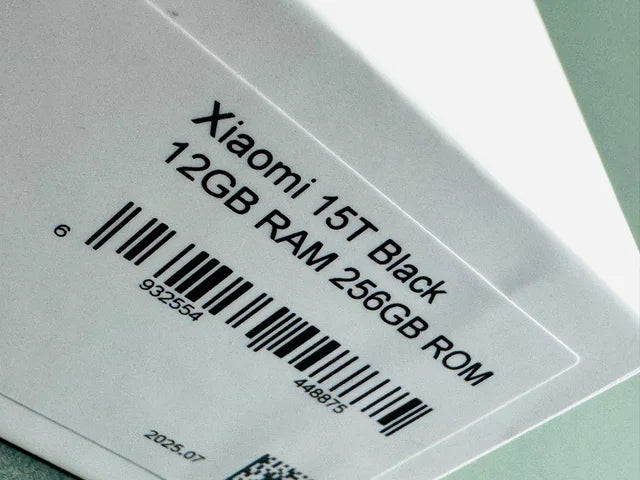 Xiaomi 15T Black
12GB RAM 256GB ROM
6 932554 448875
2025.07